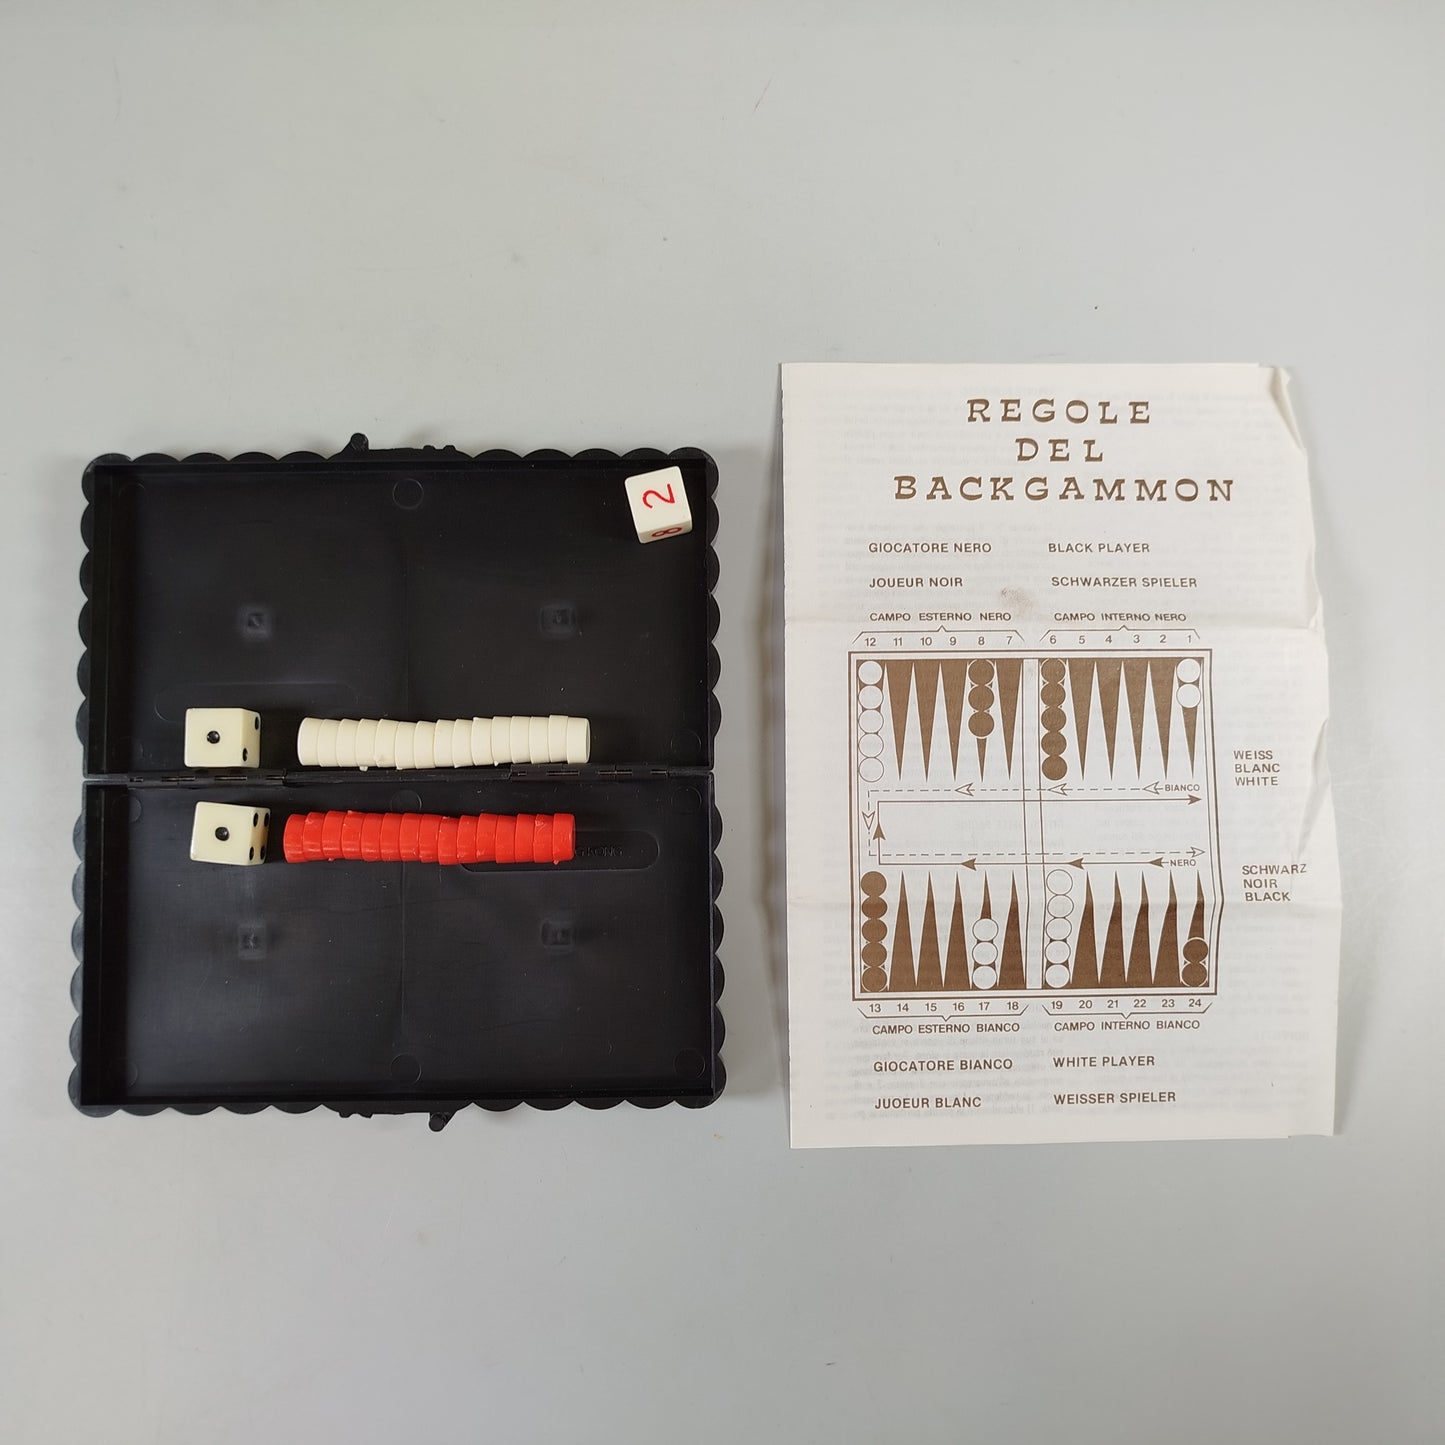 REGOLE
DEL
BACKGAMMON
GIOCATORE NERO BLACK PLAYER
JOUEUR NOIR SCHWARZER SPIELER
CAMPO ESTERNO NERO CAMPO INTERNO NERO
12 11 10 9 8 7 6 5 4 3 2 1
WEISS
BLANC
WHITE
BIANCO
NERO
SCHWARZ
NOIR
BLACK
13 14 15 16 17 18 19 20 21 22 23 24
CAMPO ESTERNO BIANCO CAMPO INTERNO BIANCO
GIOCATORE BIANCO WHITE PLAYER
JUOEUR BLANC WEISSER SPIELER
2
8